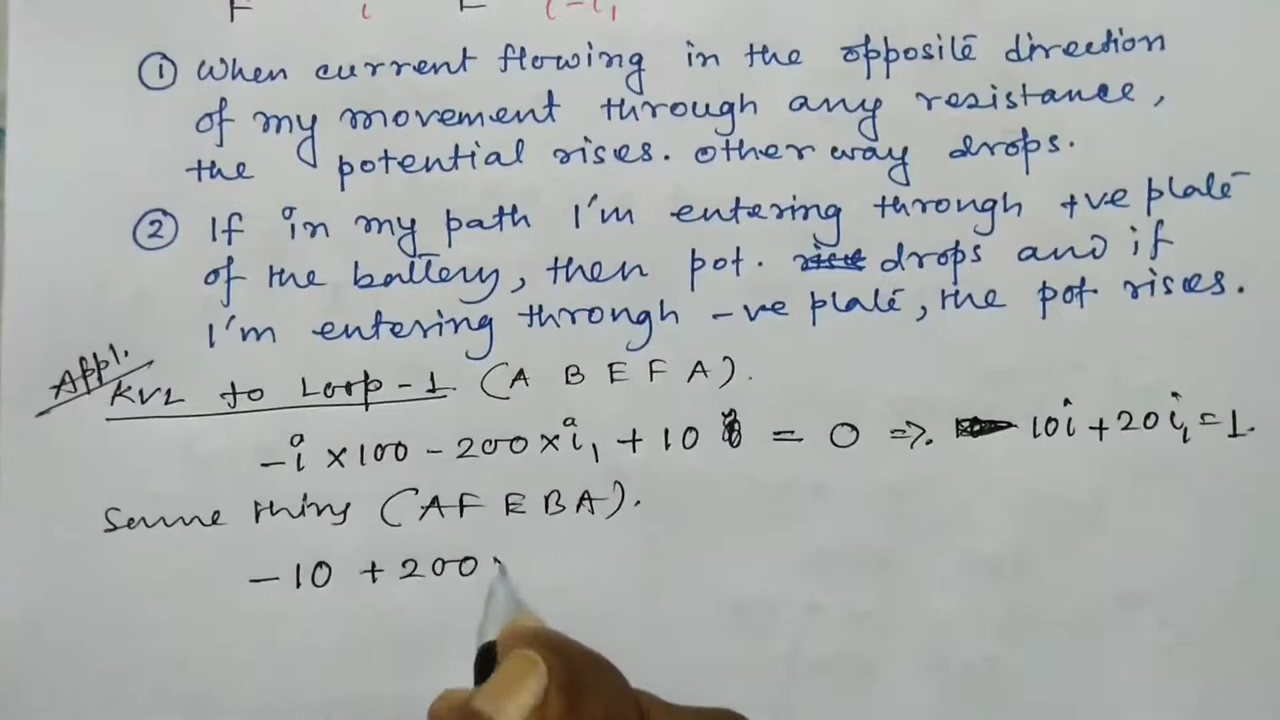 F i E i-i₁
① When current flowing in the opposite direction
of my movement through any resistance,
the potential rises. other way drops.
② If in my path I'm entering through +ve plate
of the battery, then pot. drops and if
I'm entering through -ve plate, the pot rises.
Appl.
KVL to Loop-1 (A B E F A).
-i × 100 - 200 × i₁ + 10 = 0 ⇒ 10i + 20i₁ = 1.
Same thing (AFEBA).
-10 + 200